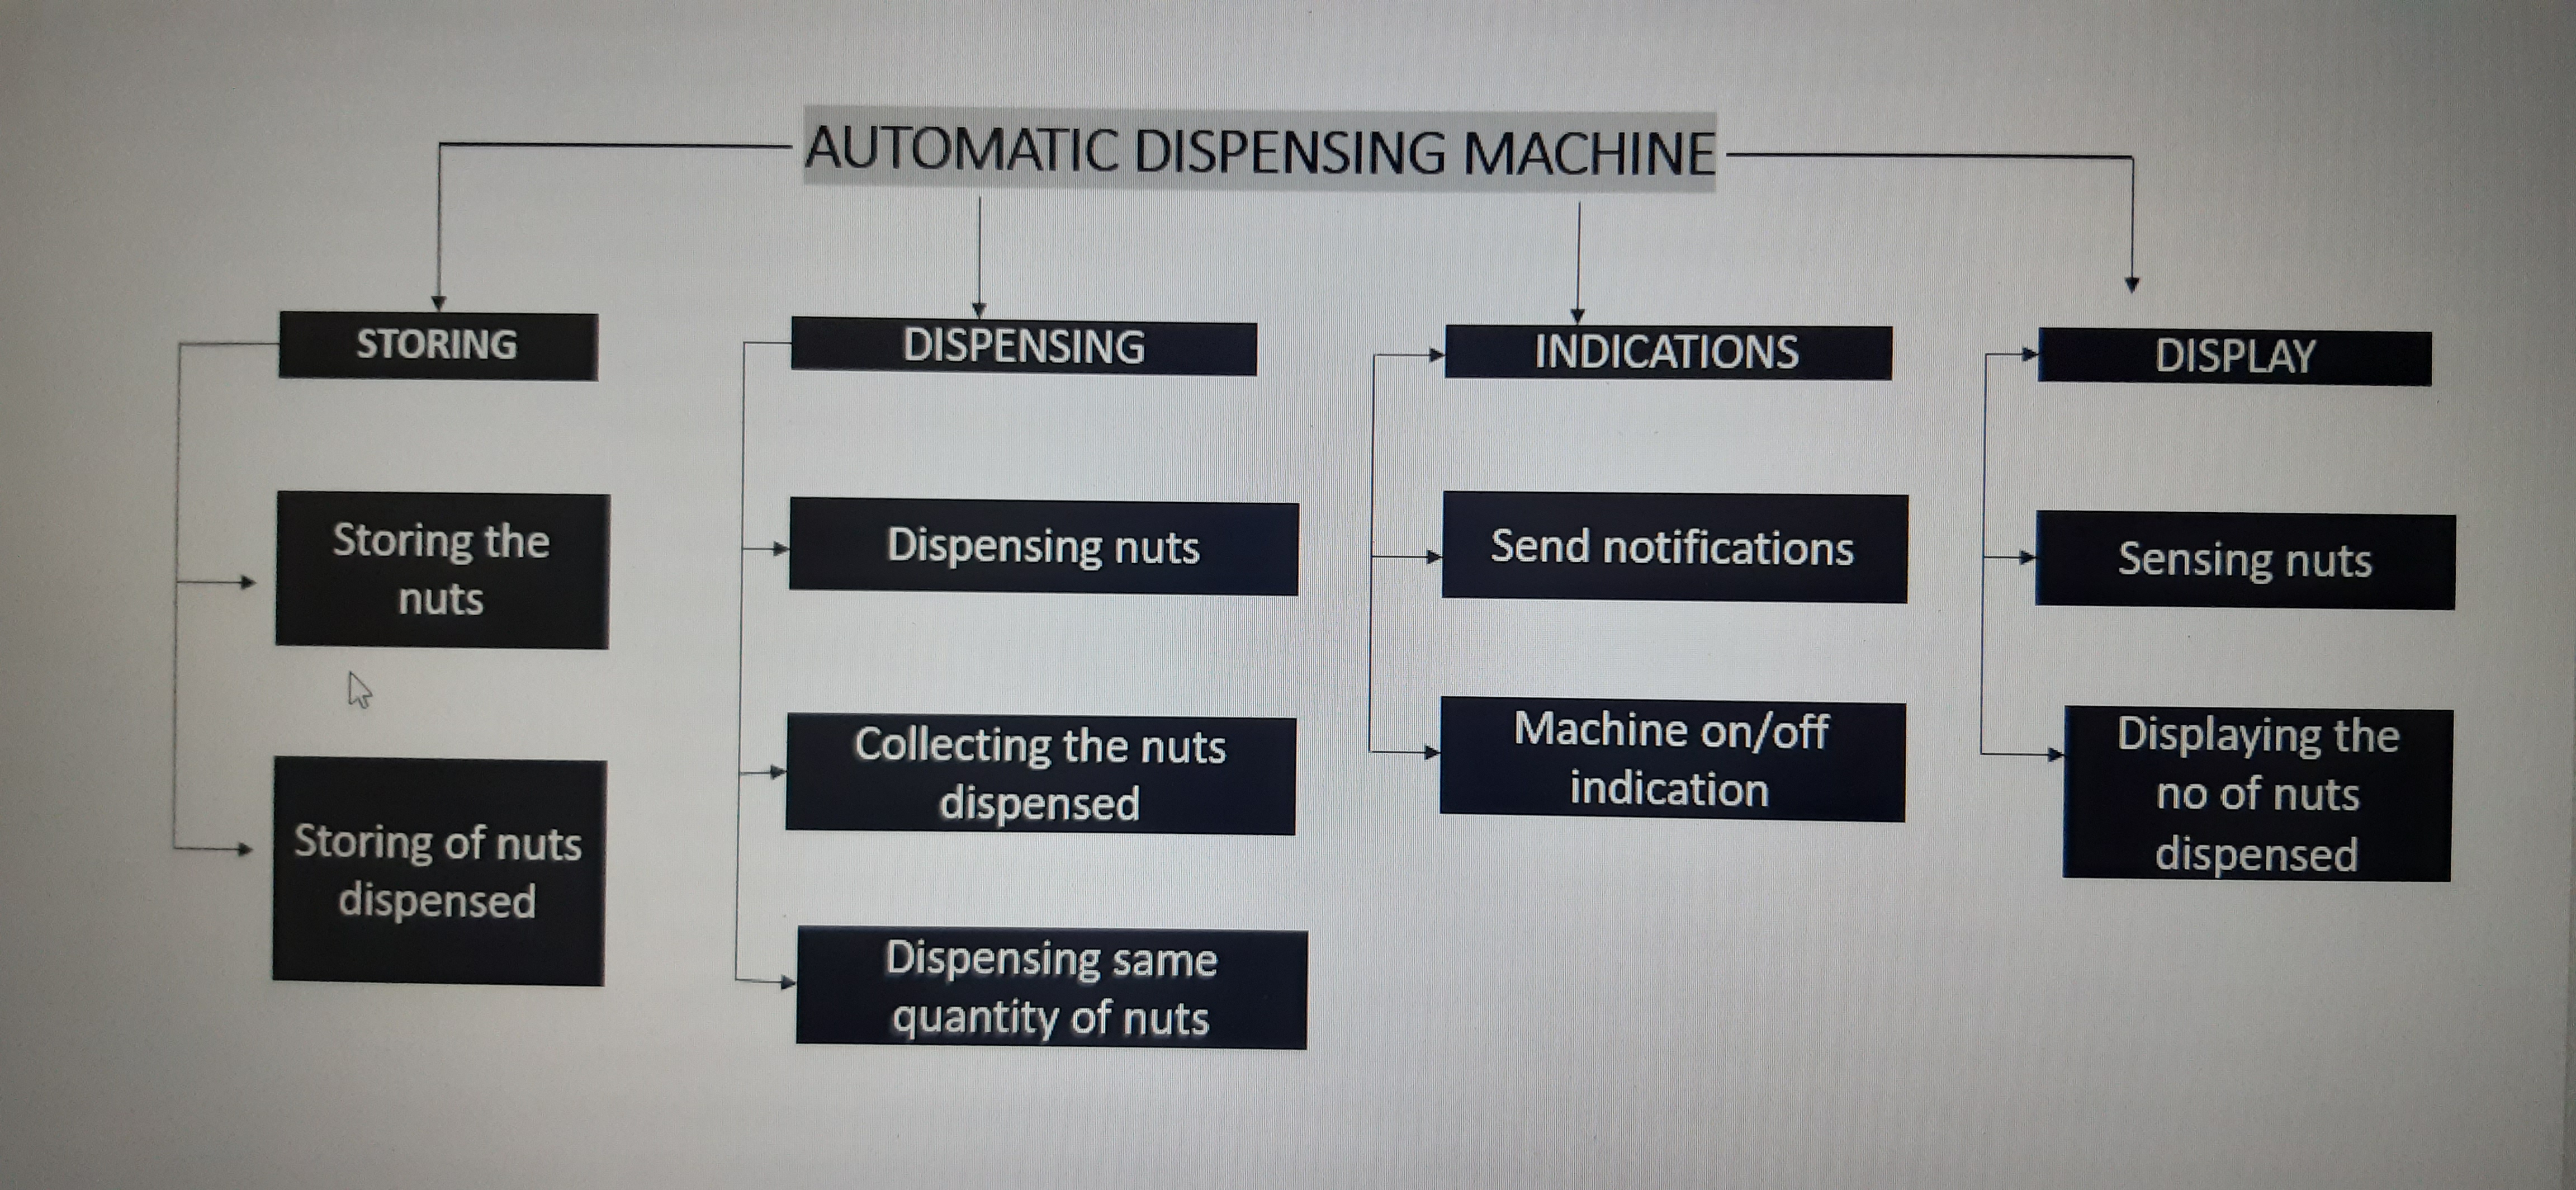 AUTOMATIC DISPENSING MACHINE
STORING
Storing the
nuts
Storing of nuts
dispensed
DISPENSING
Dispensing nuts
Collecting the nuts
dispensed
Dispensing same
quantity of nuts
INDICATIONS
Send notifications
Machine on/off
indication
DISPLAY
Sensing nuts
Displaying the
no of nuts
dispensed